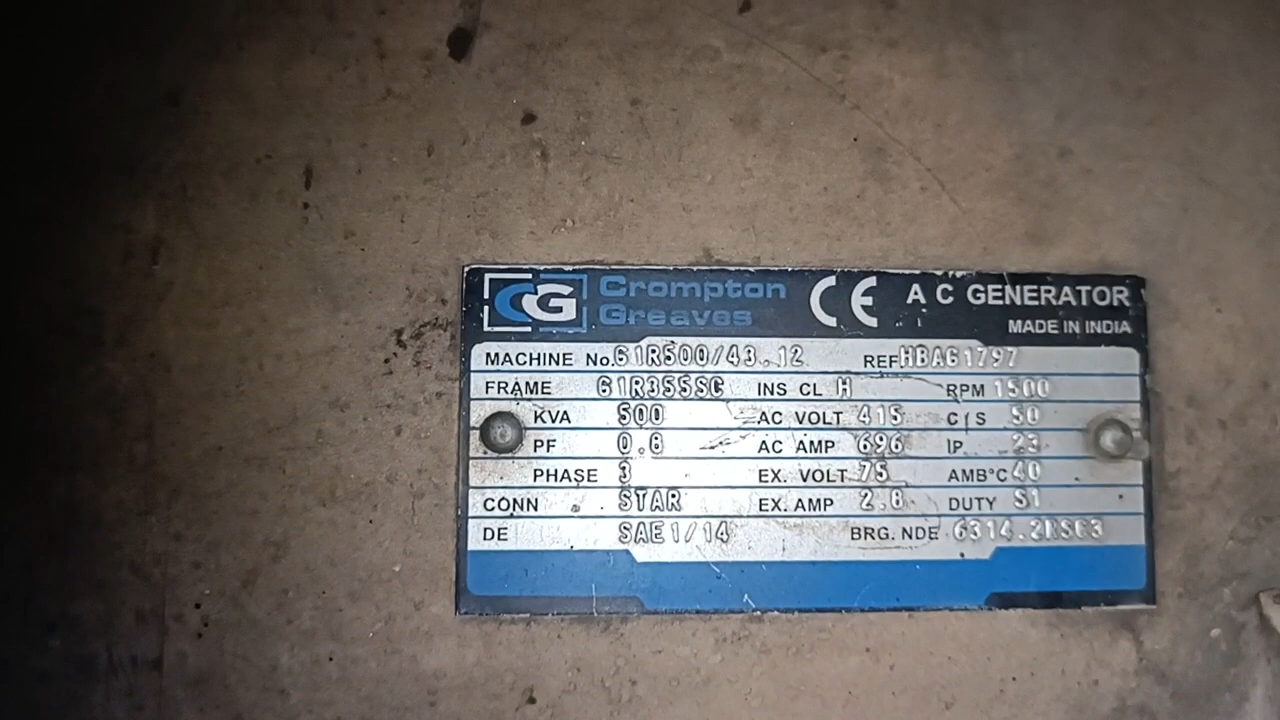 CG Crompton Greaves CE A C GENERATOR
MADE IN INDIA
MACHINE No. G1R500/43.12 REF HBAG1797
FRAME G1R355SC INS CL H RPM 1500
KVA 500 AC VOLT 415 C/S 50
PF 0.8 AC AMP 696 IP 23
PHASE 3 EX. VOLT 75 AMB°C 40
CONN STAR EX. AMP 2.8 DUTY S1
DE SAE1/14 BRG. NDE 6314.2RSC3